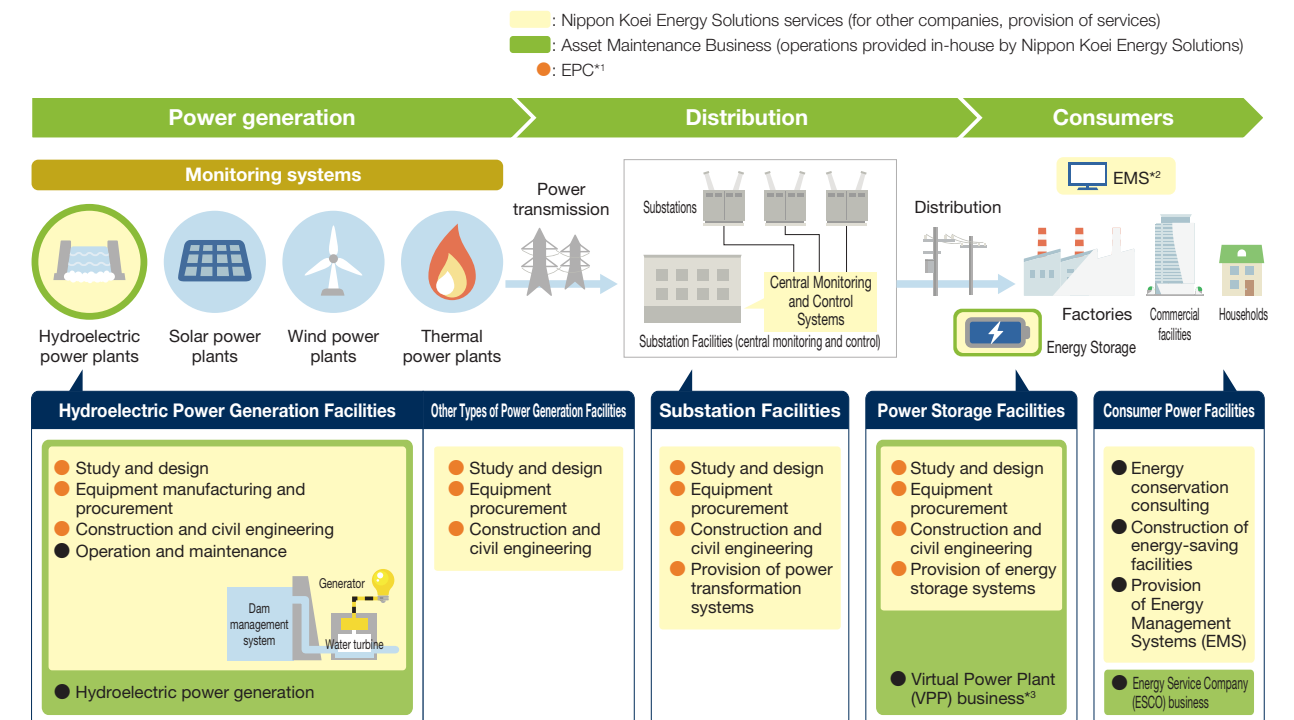 : Nippon Koei Energy Solutions services (for other companies, provision of services)
: Asset Maintenance Business (operations provided in-house by Nippon Koei Energy Solutions)
: EPC*1
Power generation
Distribution
Consumers
Monitoring systems
Hydroelectric
power plants
Solar power
plants
Wind power
plants
Thermal
power plants
Power
transmission
Substations
Central Monitoring
and Control
Systems
Substation Facilities (central monitoring and control)
Distribution
EMS*2
Factories
Commercial
facilities
Households
Energy Storage
Hydroelectric Power Generation Facilities
● Study and design
● Equipment manufacturing and
procurement
● Construction and civil engineering
● Operation and maintenance
Dam
management
system
Generator
Water turbine
● Hydroelectric power generation
Other Types of Power Generation Facilities
● Study and design
● Equipment
procurement
● Construction and
civil engineering
Substation Facilities
● Study and design
● Equipment
procurement
● Construction and
civil engineering
● Provision of power
transformation
systems
Power Storage Facilities
● Study and design
● Equipment
procurement
● Construction and
civil engineering
● Provision of energy
storage systems
● Virtual Power Plant
(VPP) business*3
Consumer Power Facilities
● Energy
conservation
consulting
● Construction of
energy-saving
facilities
● Provision
of Energy
Management
Systems (EMS)
● Energy Service Company
(ESCO) business